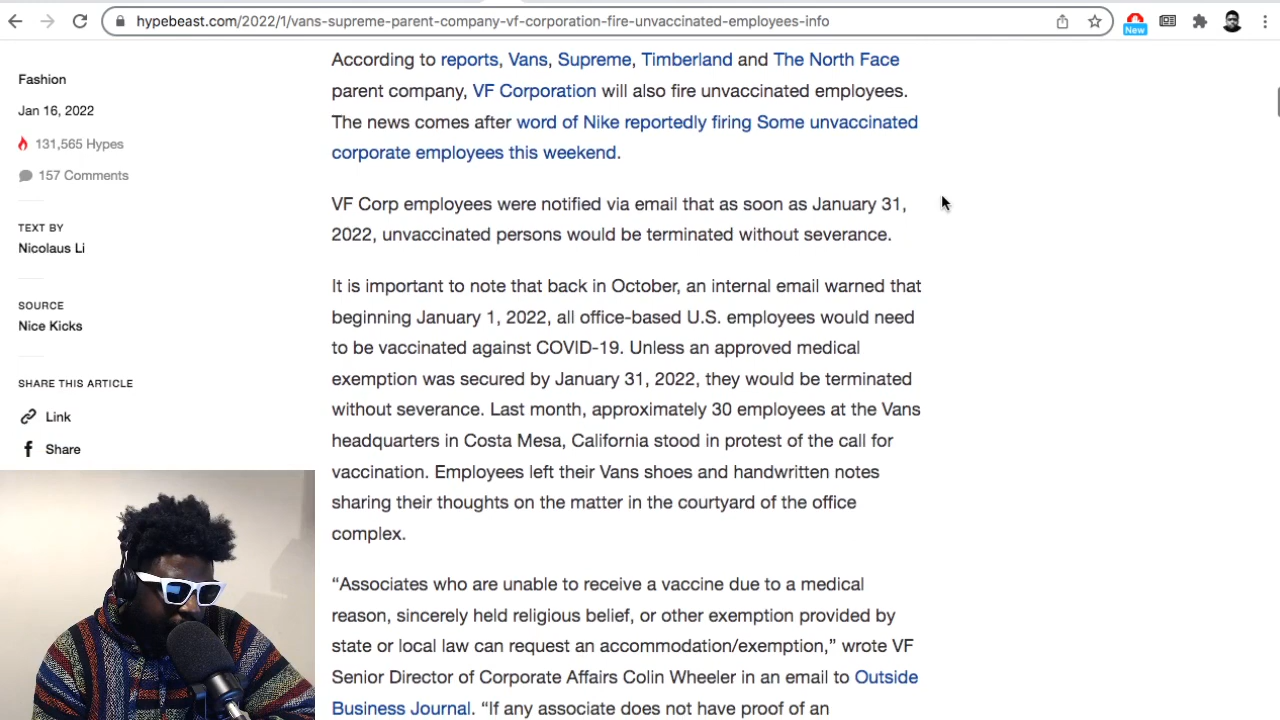 hypebeast.com/2022/1/vans-supreme-parent-company-vf-corporation-fire-unvaccinated-employees-info
New
Fashion
Jan 16, 2022
131,565 Hypes
157 Comments
TEXT BY
Nicolaus Li
SOURCE
Nice Kicks
SHARE THIS ARTICLE
Link
Share
According to reports, Vans, Supreme, Timberland and The North Face
parent company, VF Corporation will also fire unvaccinated employees.
The news comes after word of Nike reportedly firing Some unvaccinated
corporate employees this weekend.
VF Corp employees were notified via email that as soon as January 31,
2022, unvaccinated persons would be terminated without severance.
It is important to note that back in October, an internal email warned that
beginning January 1, 2022, all office-based U.S. employees would need
to be vaccinated against COVID-19. Unless an approved medical
exemption was secured by January 31, 2022, they would be terminated
without severance. Last month, approximately 30 employees at the Vans
headquarters in Costa Mesa, California stood in protest of the call for
vaccination. Employees left their Vans shoes and handwritten notes
sharing their thoughts on the matter in the courtyard of the office
complex.
“Associates who are unable to receive a vaccine due to a medical
reason, sincerely held religious belief, or other exemption provided by
state or local law can request an accommodation/exemption,” wrote VF
Senior Director of Corporate Affairs Colin Wheeler in an email to Outside
Business Journal. “If any associate does not have proof of an